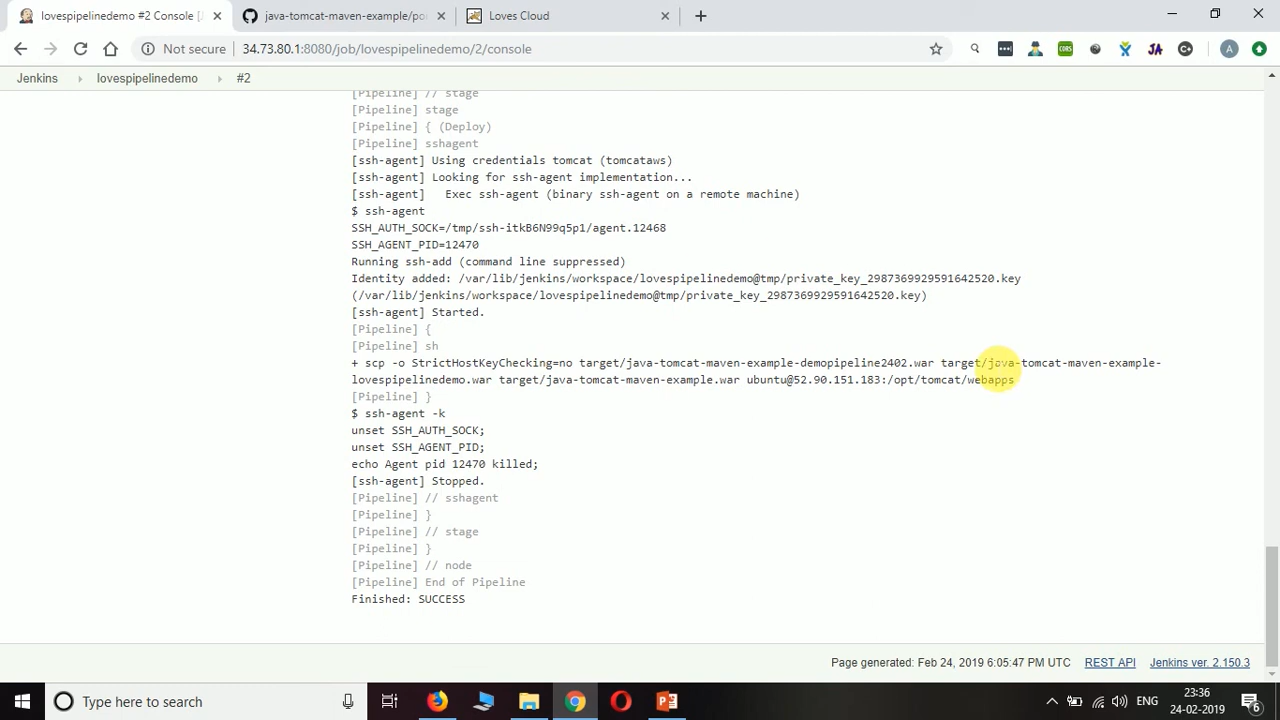 lovespipelinedemo #2 Console [
java-tomcat-maven-example/po
Loves Cloud
Not secure
34.73.80.1:8080/job/lovespipelinedemo/2/console
CORS
JA
C
A
Jenkins
lovespipelinedemo
#2
[Pipeline] // stage
[Pipeline] stage
[Pipeline] { (Deploy)
[Pipeline] sshagent
[ssh-agent] Using credentials tomcat (tomcataws)
[ssh-agent] Looking for ssh-agent implementation...
[ssh-agent]   Exec ssh-agent (binary ssh-agent on a remote machine)
$ ssh-agent
SSH_AUTH_SOCK=/tmp/ssh-itkB6N99q5p1/agent.12468
SSH_AGENT_PID=12470
Running ssh-add (command line suppressed)
Identity added: /var/lib/jenkins/workspace/lovespipelinedemo@tmp/private_key_2987369929591642520.key
(/var/lib/jenkins/workspace/lovespipelinedemo@tmp/private_key_2987369929591642520.key)
[ssh-agent] Started.
[Pipeline] {
[Pipeline] sh
+ scp -o StrictHostKeyChecking=no target/java-tomcat-maven-example-demopipeline2402.war target/java-tomcat-maven-example-
lovespipelinedemo.war target/java-tomcat-maven-example.war ubuntu@52.90.151.183:/opt/tomcat/webapps
[Pipeline] }
$ ssh-agent -k
unset SSH_AUTH_SOCK;
unset SSH_AGENT_PID;
echo Agent pid 12470 killed;
[ssh-agent] Stopped.
[Pipeline] // sshagent
[Pipeline] }
[Pipeline] // stage
[Pipeline] }
[Pipeline] // node
[Pipeline] End of Pipeline
Finished: SUCCESS
Page generated: Feb 24, 2019 6:05:47 PM UTC
REST API
Jenkins ver. 2.150.3
Type here to search
ENG
23:36
24-02-2019
6